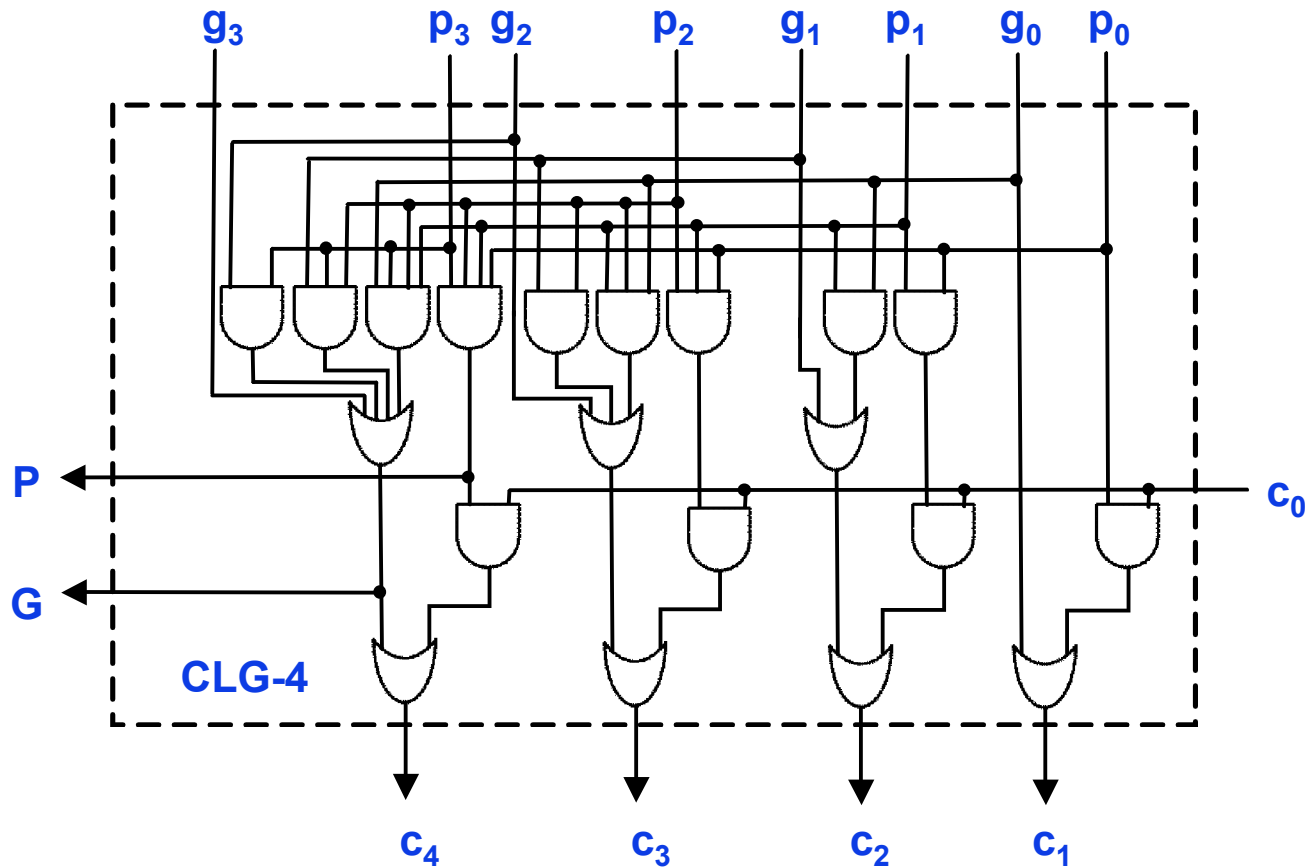 g₃ p₃ g₂ p₂ g₁ p₁ g₀ p₀
P
c₀
G
CLG-4
c₄ c₃ c₂ c₁